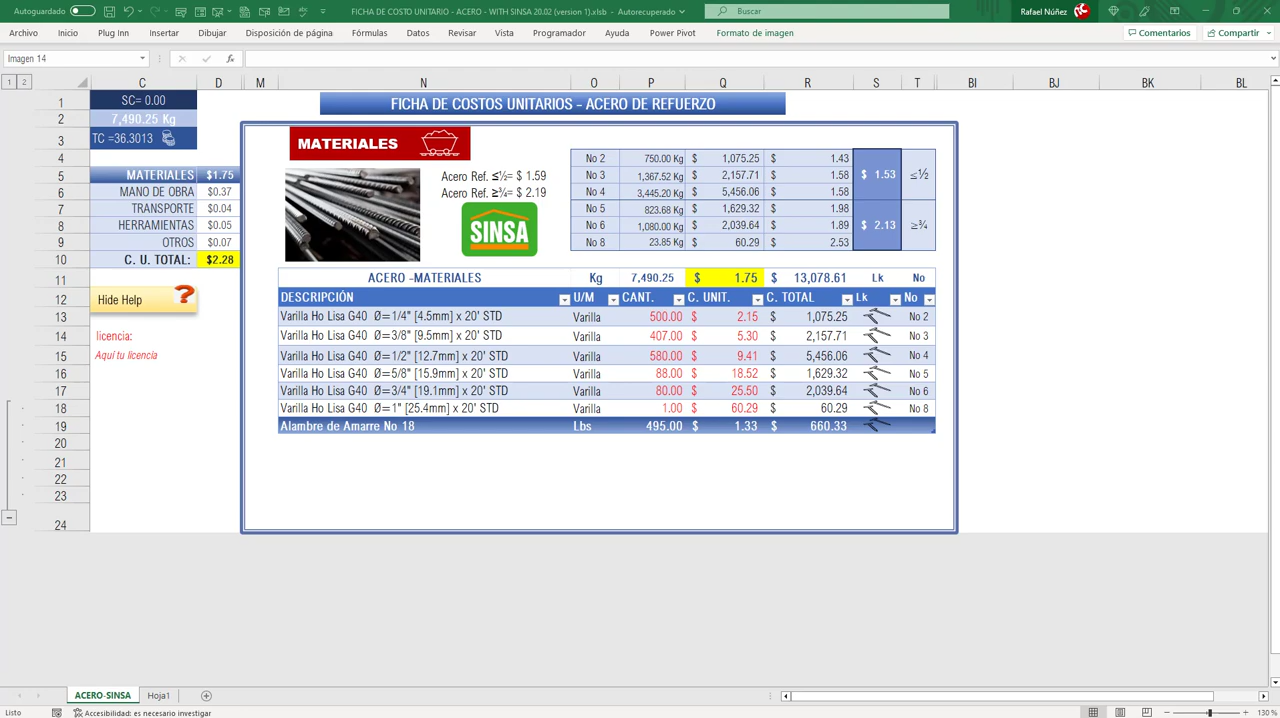 Autoguardado
FICHA DE COSTO UNITARIO - ACERO - WITH SINSA 20.02 (version 1).xlsb - Autorecuperado
Buscar
Rafael Núñez
Archivo Inicio Plug Inn Insertar Dibujar Disposición de página Fórmulas Datos Revisar Vista Programador Ayuda Power Pivot Formato de imagen Comentarios Compartir
Imagen 14 fx
1 2 C D M N O P Q R S T BI BJ BK BL
1 SC= 0.00 FICHA DE COSTOS UNITARIOS - ACERO DE REFUERZO
2 7,490.25 Kg
3 TC =36.3013 MATERIALES
4 No 2 750.00 Kg $ 1,075.25 $ 1.43
5 MATERIALES $1.75 Acero Ref. ≤½= $ 1.59 No 3 1,367.52 Kg $ 2,157.71 $ 1.58 $ 1.53 ≤½
6 MANO DE OBRA $0.37 Acero Ref. ≥¾= $ 2.19 No 4 3,445.20 Kg $ 5,456.06 $ 1.58
7 TRANSPORTE $0.04 No 5 823.68 Kg $ 1,629.32 $ 1.98
8 HERRAMIENTAS $0.05 SINSA No 6 1,080.00 Kg $ 2,039.64 $ 1.89 $ 2.13 ≥¾
9 OTROS $0.07 No 8 23.85 Kg $ 60.29 $ 2.53
10 C. U. TOTAL: $2.28
11 ACERO -MATERIALES Kg 7,490.25 $ 1.75 $ 13,078.61 Lk No
12 Hide Help ? DESCRIPCIÓN U/M CANT. C. UNIT. C. TOTAL Lk No
13 Varilla Ho Lisa G40 Ø=1/4" [4.5mm] x 20' STD Varilla 500.00 $ 2.15 $ 1,075.25 No 2
14 licencia: Varilla Ho Lisa G40 Ø=3/8" [9.5mm] x 20' STD Varilla 407.00 $ 5.30 $ 2,157.71 No 3
15 Aquí tu licencia Varilla Ho Lisa G40 Ø=1/2" [12.7mm] x 20' STD Varilla 580.00 $ 9.41 $ 5,456.06 No 4
16 Varilla Ho Lisa G40 Ø=5/8" [15.9mm] x 20' STD Varilla 88.00 $ 18.52 $ 1,629.32 No 5
17 Varilla Ho Lisa G40 Ø=3/4" [19.1mm] x 20' STD Varilla 80.00 $ 25.50 $ 2,039.64 No 6
18 Varilla Ho Lisa G40 Ø=1" [25.4mm] x 20' STD Varilla 1.00 $ 60.29 $ 60.29 No 8
19 Alambre de Amarre No 18 Lbs 495.00 $ 1.33 $ 660.33
20
21
22
23
24
ACERO-SINSA Hoja1
Listo Accesibilidad: es necesario investigar 130 %